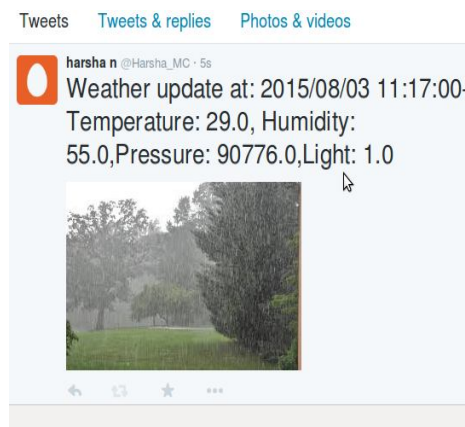 Tweets Tweets & replies Photos & videos
harsha n @Harsha_MC · 5s
Weather update at: 2015/08/03 11:17:00-
Temperature: 29.0, Humidity:
55.0,Pressure: 90776.0,Light: 1.0